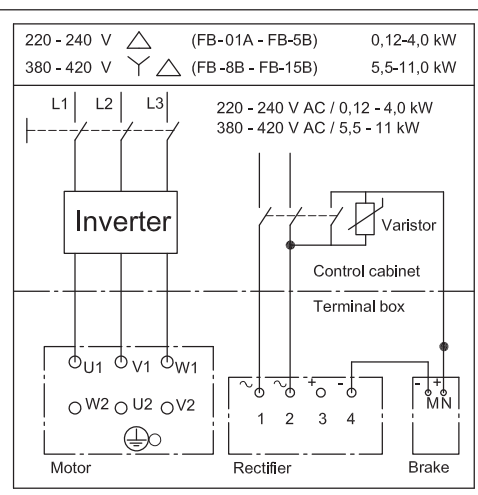 220 - 240 V △ (FB-01A - FB-5B) 0,12-4,0 kW
380 - 420 V Y △ (FB -8B - FB-15B) 5,5-11,0 kW
L1 L2 L3
220 - 240 V AC / 0,12 - 4,0 kW
380 - 420 V AC / 5,5 - 11 kW
Inverter
Varistor
Control cabinet
Terminal box
U1 V1 W1
W2 U2 V2
Motor
~ ~ + -
1 2 3 4
Rectifier
- +
M N
Brake